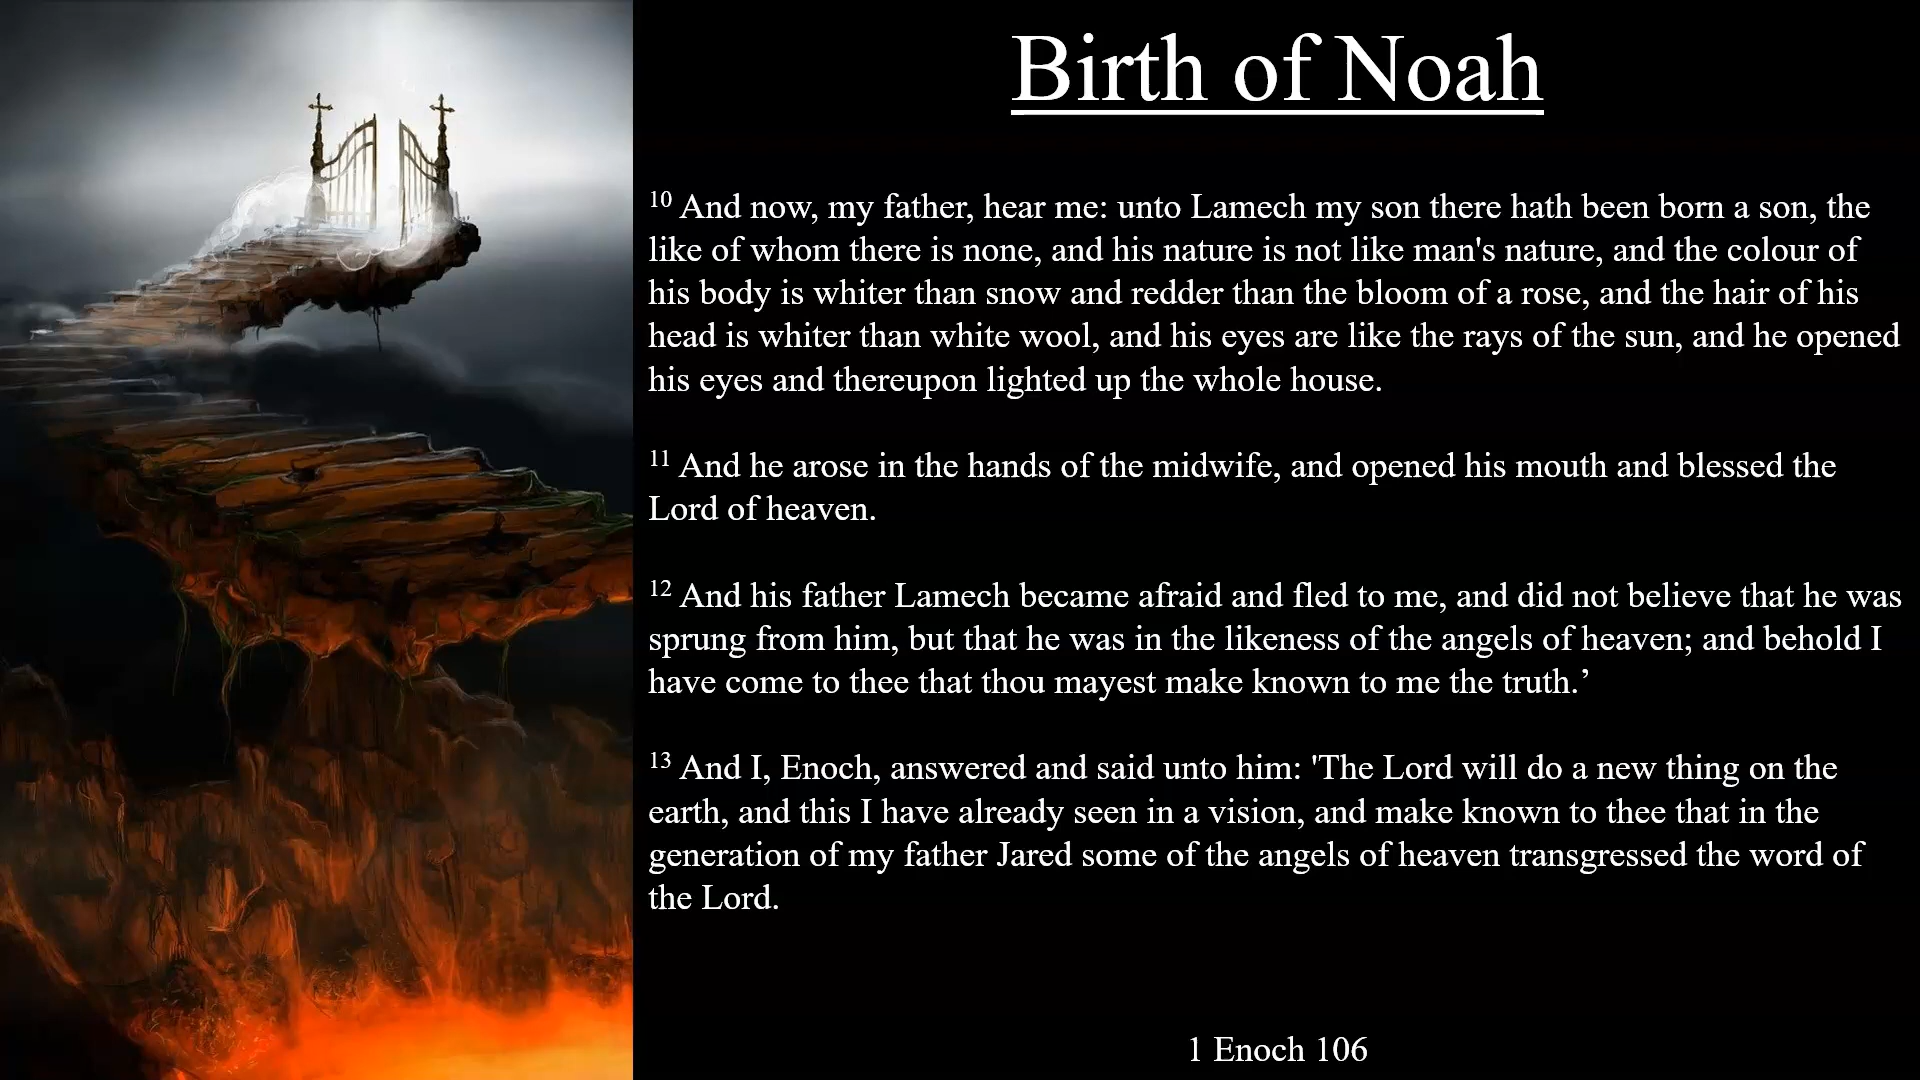 Birth of Noah
10 And now, my father, hear me: unto Lamech my son there hath been born a son, the
like of whom there is none, and his nature is not like man's nature, and the colour of
his body is whiter than snow and redder than the bloom of a rose, and the hair of his
head is whiter than white wool, and his eyes are like the rays of the sun, and he opened
his eyes and thereupon lighted up the whole house.
11 And he arose in the hands of the midwife, and opened his mouth and blessed the
Lord of heaven.
12 And his father Lamech became afraid and fled to me, and did not believe that he was
sprung from him, but that he was in the likeness of the angels of heaven; and behold I
have come to thee that thou mayest make known to me the truth.’
13 And I, Enoch, answered and said unto him: 'The Lord will do a new thing on the
earth, and this I have already seen in a vision, and make known to thee that in the
generation of my father Jared some of the angels of heaven transgressed the word of
the Lord.
1 Enoch 106